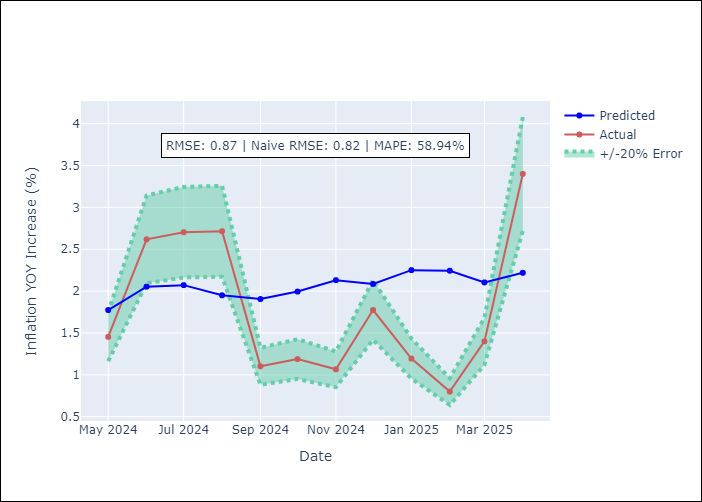 RMSE: 0.87 | Naive RMSE: 0.82 | MAPE: 58.94%
Predicted
Actual
+/-20% Error
Inflation YOY Increase (%)
4
3.5
3
2.5
2
1.5
1
0.5
May 2024
Jul 2024
Sep 2024
Nov 2024
Jan 2025
Mar 2025
Date